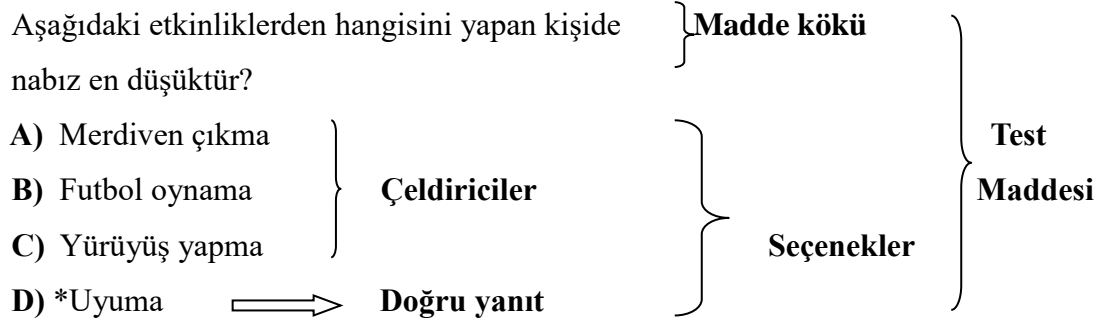 Aşağıdaki etkinliklerden hangisini yapan kişide Madde kökü
nabız en düşüktür?
A) Merdiven çıkma Test
B) Futbol oynama Çeldiriciler Maddesi
C) Yürüyüş yapma Seçenekler
D) *Uyuma Doğru yanıt